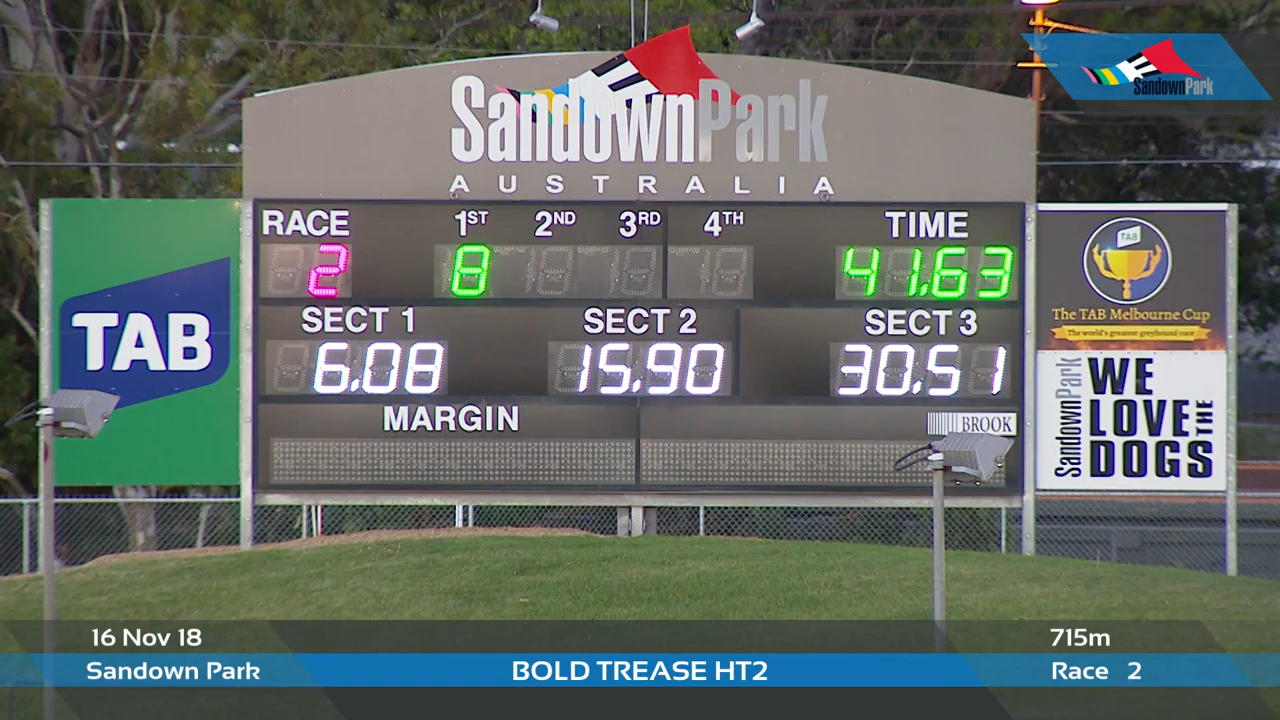 SandownPark
AUSTRALIA
SandownPark
RACE 1ST 2ND 3RD 4TH TIME
2 8 41.63
SECT 1 SECT 2 SECT 3
6.08 15.90 30.51
MARGIN
BROOK
TAB
TAB
The TAB Melbourne Cup
The world's greatest greyhound race
SandownPark
WE
LOVE THE
DOGS
16 Nov 18
715m
Sandown Park
BOLD TREASE HT2
Race 2